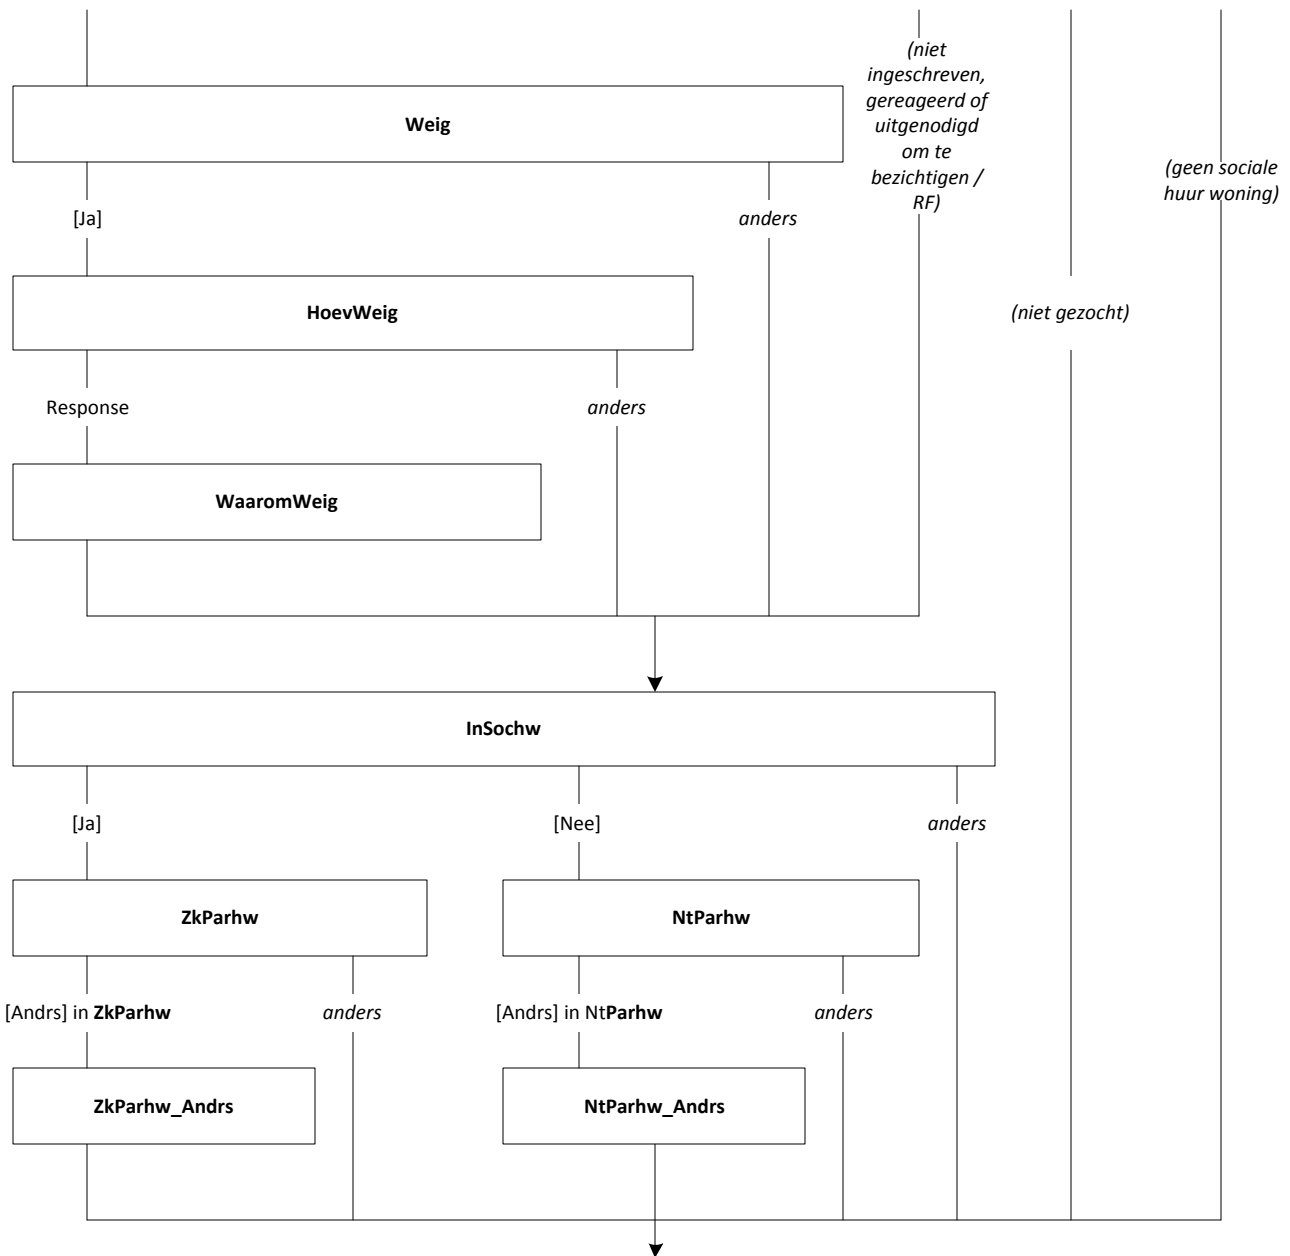 (niet
ingeschreven,
gereageerd of
uitgenodigd
om te
bezichtigen /
RF)
Weig
(geen sociale
huur woning)
[Ja]
anders
HoevWeig
(niet gezocht)
Response
anders
WaaromWeig
InSochw
[Ja]
[Nee]
anders
ZkParhw
NtParhw
[Andrs] in ZkParhw
anders
[Andrs] in NtParhw
anders
ZkParhw_Andrs
NtParhw_Andrs